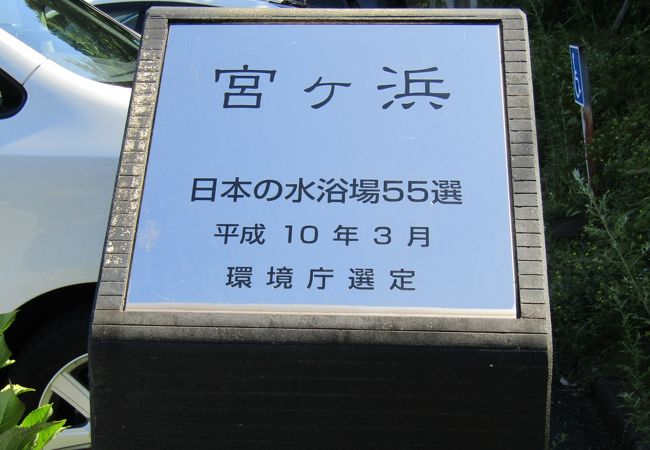 宮ヶ浜
日本の水浴場55選
平成 10 年 3 月
環境庁選定